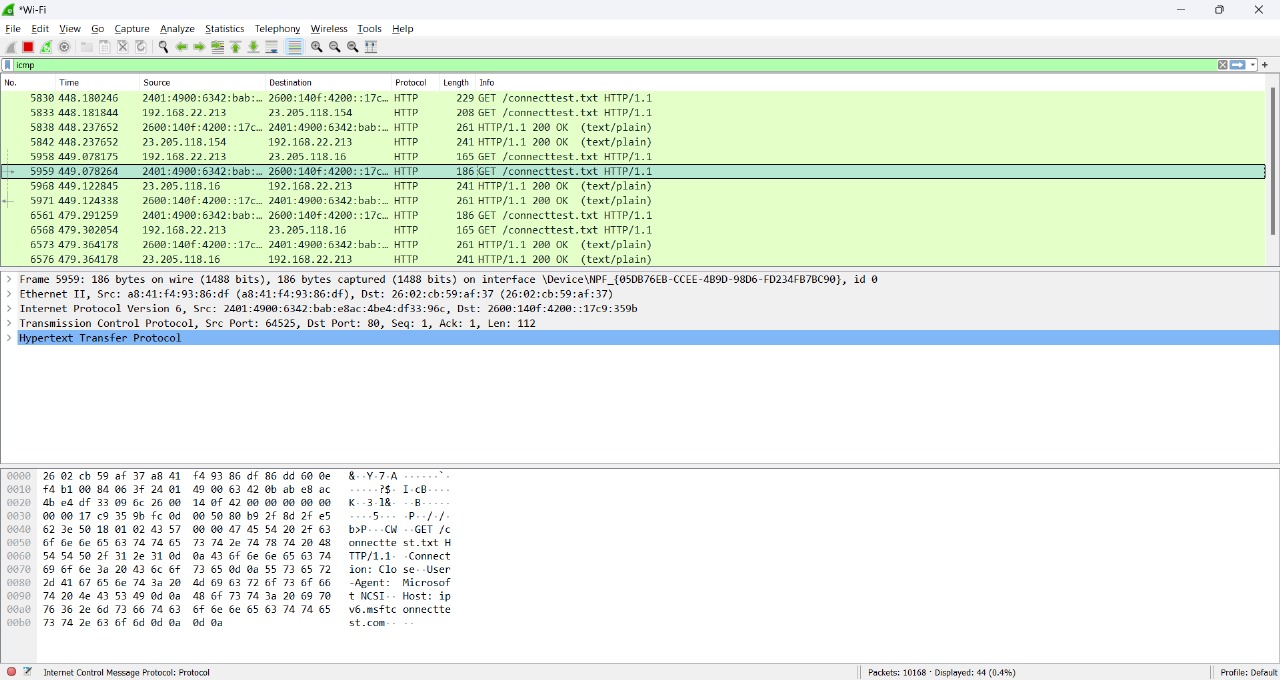 *Wi-Fi
File Edit View Go Capture Analyze Statistics Telephony Wireless Tools Help
icmp
No. Time Source Destination Protocol Length Info
5830 448.180246 2401:4900:6342:bab:… 2600:140f:4200::17c… HTTP 229 GET /connecttest.txt HTTP/1.1
5833 448.181844 192.168.22.213 23.205.118.154 HTTP 208 GET /connecttest.txt HTTP/1.1
5838 448.237652 2600:140f:4200::17c… 2401:4900:6342:bab:… HTTP 261 HTTP/1.1 200 OK (text/plain)
5842 448.237652 23.205.118.154 192.168.22.213 HTTP 241 HTTP/1.1 200 OK (text/plain)
5958 449.078175 192.168.22.213 23.205.118.16 HTTP 165 GET /connecttest.txt HTTP/1.1
5959 449.078264 2401:4900:6342:bab:… 2600:140f:4200::17c… HTTP 186 GET /connecttest.txt HTTP/1.1
5968 449.122845 23.205.118.16 192.168.22.213 HTTP 241 HTTP/1.1 200 OK (text/plain)
5971 449.124338 2600:140f:4200::17c… 2401:4900:6342:bab:… HTTP 261 HTTP/1.1 200 OK (text/plain)
6561 479.291259 2401:4900:6342:bab:… 2600:140f:4200::17c… HTTP 186 GET /connecttest.txt HTTP/1.1
6568 479.302054 192.168.22.213 23.205.118.16 HTTP 165 GET /connecttest.txt HTTP/1.1
6573 479.364178 2600:140f:4200::17c… 2401:4900:6342:bab:… HTTP 261 HTTP/1.1 200 OK (text/plain)
6576 479.364178 23.205.118.16 192.168.22.213 HTTP 241 HTTP/1.1 200 OK (text/plain)
Frame 5959: 186 bytes on wire (1488 bits), 186 bytes captured (1488 bits) on interface \Device\NPF_{05DB76EB-CCEE-4B9D-98D6-FD234FB7BC90}, id 0
Ethernet II, Src: a8:41:f4:93:86:df (a8:41:f4:93:86:df), Dst: 26:02:cb:59:af:37 (26:02:cb:59:af:37)
Internet Protocol Version 6, Src: 2401:4900:6342:bab:e8ac:4be4:df33:96c, Dst: 2600:140f:4200::17c9:359b
Transmission Control Protocol, Src Port: 64525, Dst Port: 80, Seq: 1, Ack: 1, Len: 112
Hypertext Transfer Protocol
0000 26 02 cb 59 af 37 a8 41 f4 93 86 df 86 dd 60 0e &··Y·7·A ······`·
0010 f4 b1 00 84 06 3f 24 01 49 00 63 42 0b ab e8 ac ·····?$· I·cB····
0020 4b e4 df 33 09 6c 26 00 14 0f 42 00 00 00 00 00 K··3·l&· ··B·····
0030 00 00 17 c9 35 9b fc 0d 00 50 80 b9 2f 8d 2f e5 ····5··· ·P··/·/·
0040 62 3e 50 18 01 02 43 57 00 00 47 45 54 20 2f 63 b>P···CW ··GET /c
0050 6f 6e 6e 65 63 74 74 65 73 74 2e 74 78 74 20 48 onnectte st.txt H
0060 54 54 50 2f 31 2e 31 0d 0a 43 6f 6e 6e 65 63 74 TTP/1.1· ·Connect
0070 69 6f 6e 3a 20 43 6c 6f 73 65 0d 0a 55 73 65 72 ion: Clo se··User
0080 2d 41 67 65 6e 74 3a 20 4d 69 63 72 6f 73 6f 66 -Agent: Microsof
0090 74 20 4e 43 53 49 0d 0a 48 6f 73 74 3a 20 69 70 t NCSI·· Host: ip
00a0 76 36 2e 6d 73 66 74 63 6f 6e 6e 65 63 74 74 65 v6.msftc onnectte
00b0 73 74 2e 63 6f 6d 0d 0a 0d 0a st.com·· ··
Internet Control Message Protocol: Protocol Packets: 10168 · Displayed: 44 (0.4%) Profile: Default